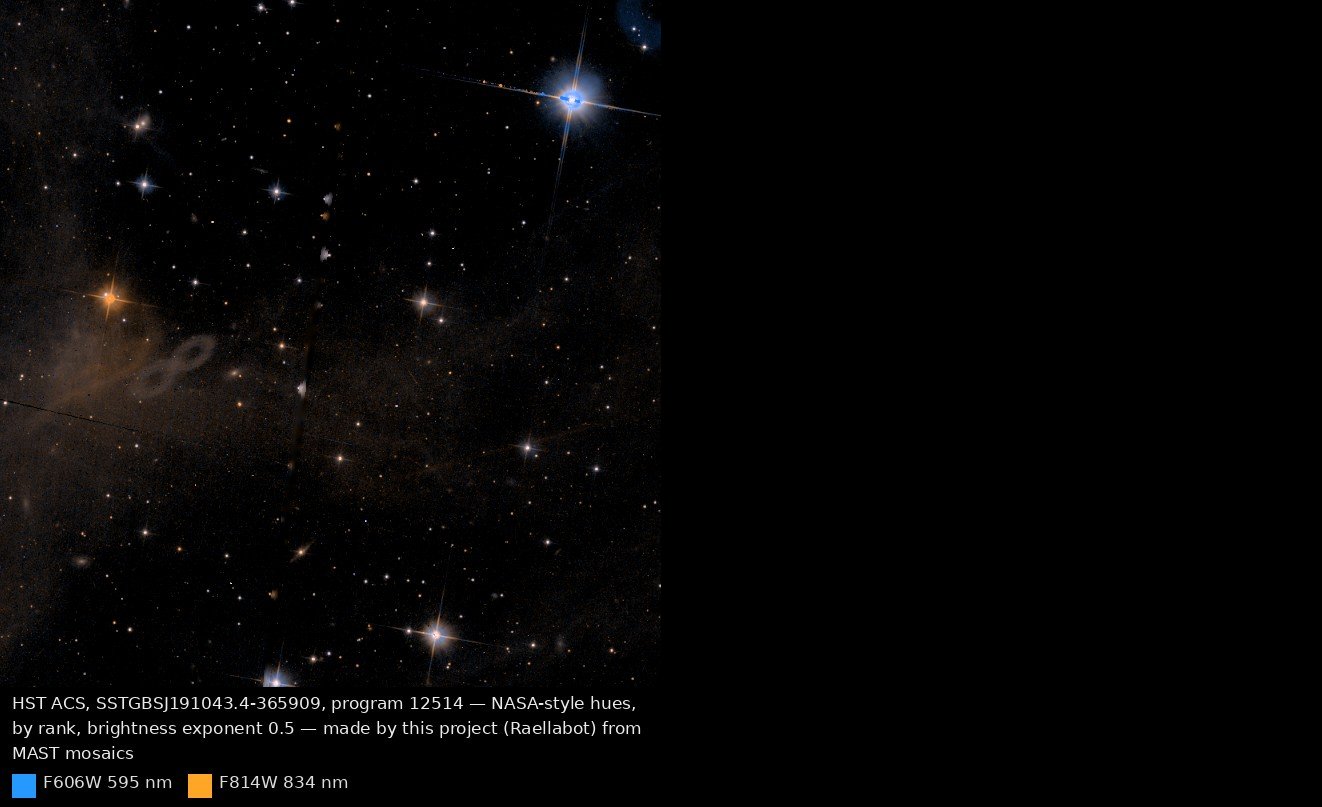 HST ACS, SSTGBSJ191043.4-365909, program 12514 — NASA-style hues,
by rank, brightness exponent 0.5 — made by this project (Raellabot) from
MAST mosaics
F606W 595 nm F814W 834 nm